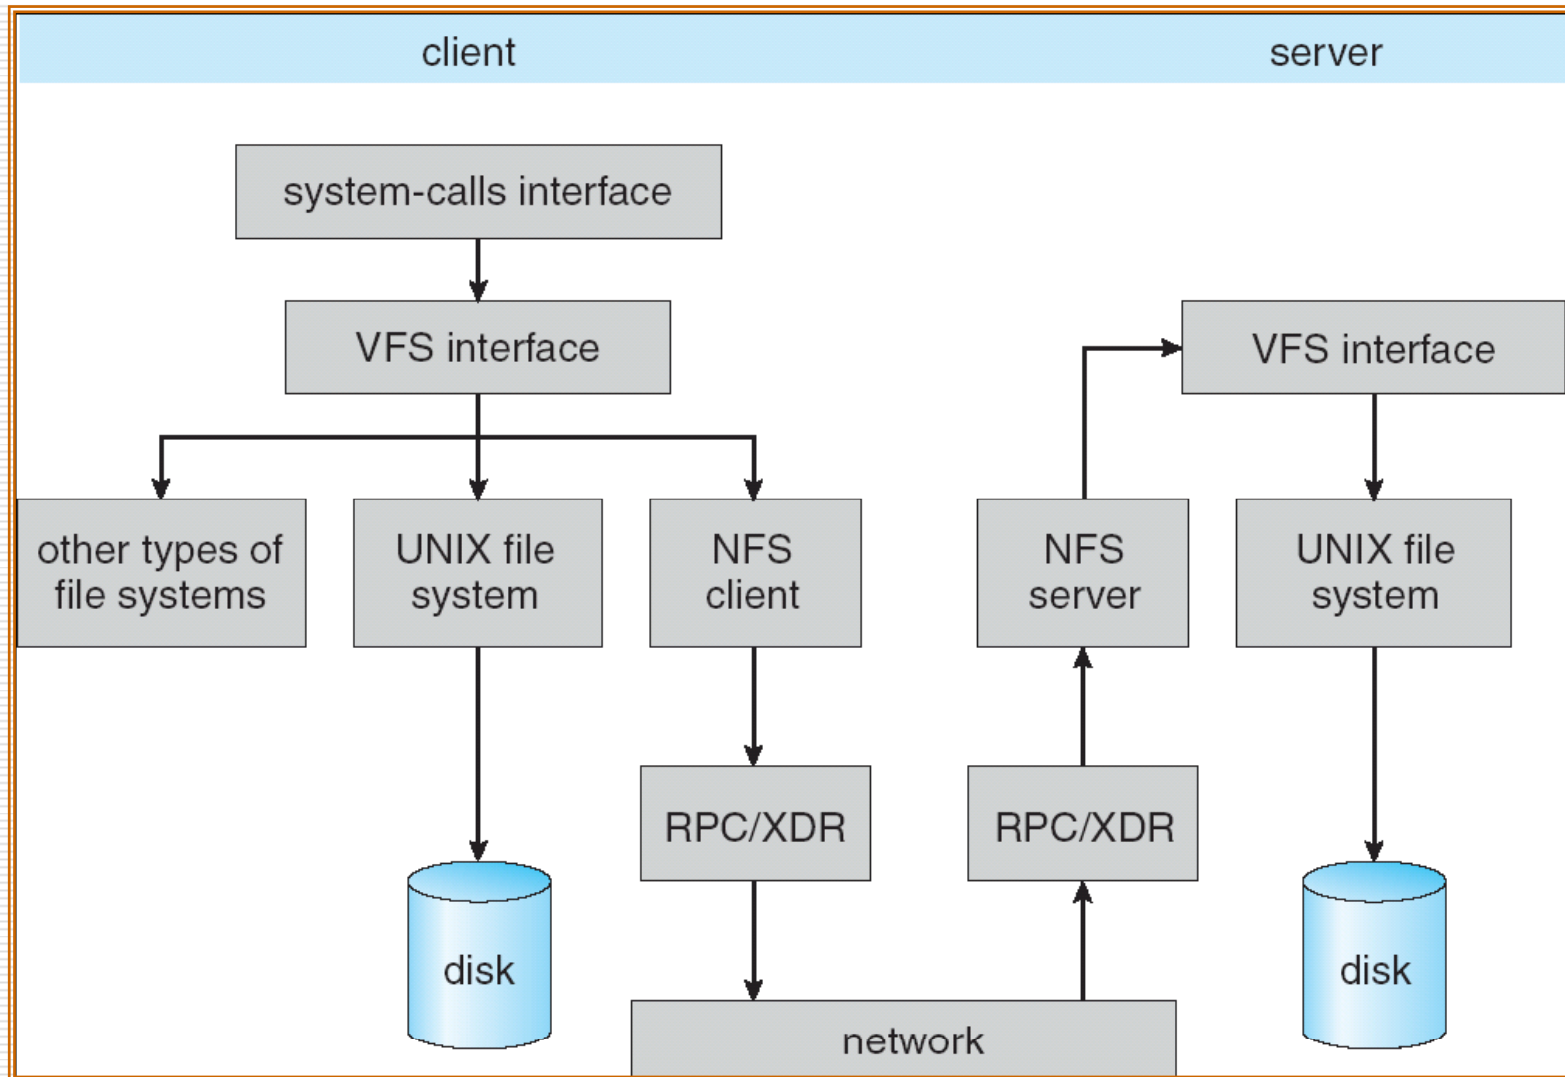 client
server
system-calls interface
VFS interface
VFS interface
other types of
file systems
UNIX file
system
NFS
client
NFS
server
UNIX file
system
RPC/XDR
RPC/XDR
disk
disk
network